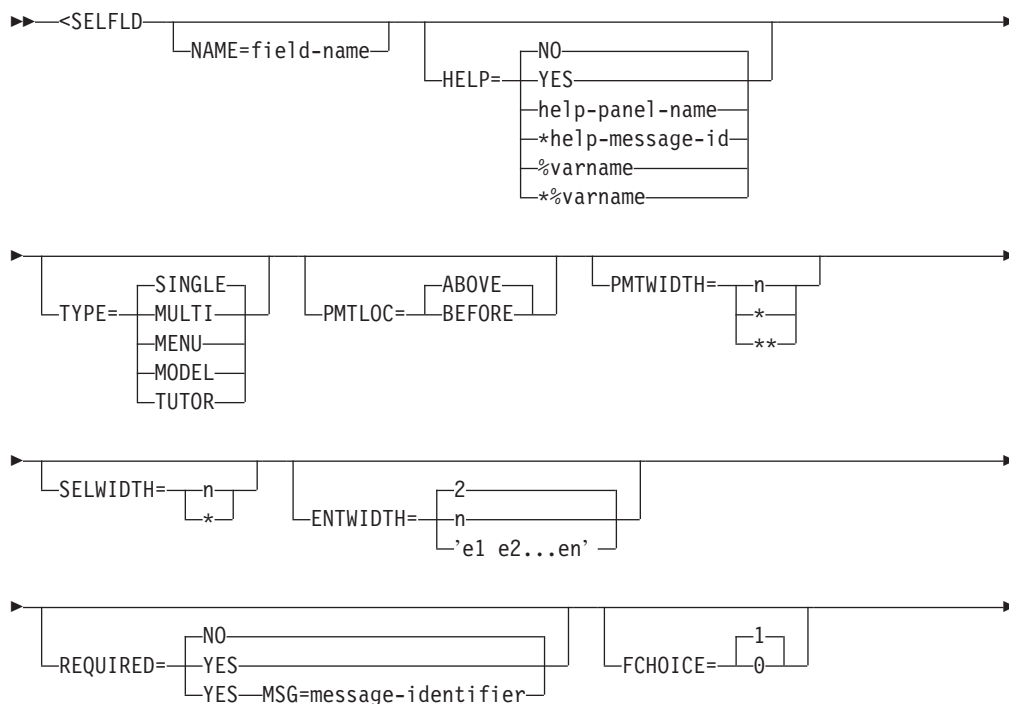 <SELFLD
NAME=field-name
HELP=
NO
YES
help-panel-name
*help-message-id
%varname
*%varname
TYPE=
SINGLE
MULTI
MENU
MODEL
TUTOR
PMTLOC=
ABOVE
BEFORE
PMTWIDTH=
n
*
**
SELWIDTH=
n
*
ENTWIDTH=
2
n
'e1 e2...en'
REQUIRED=
NO
YES
YES MSG=message-identifier
FCHOICE=
1
0